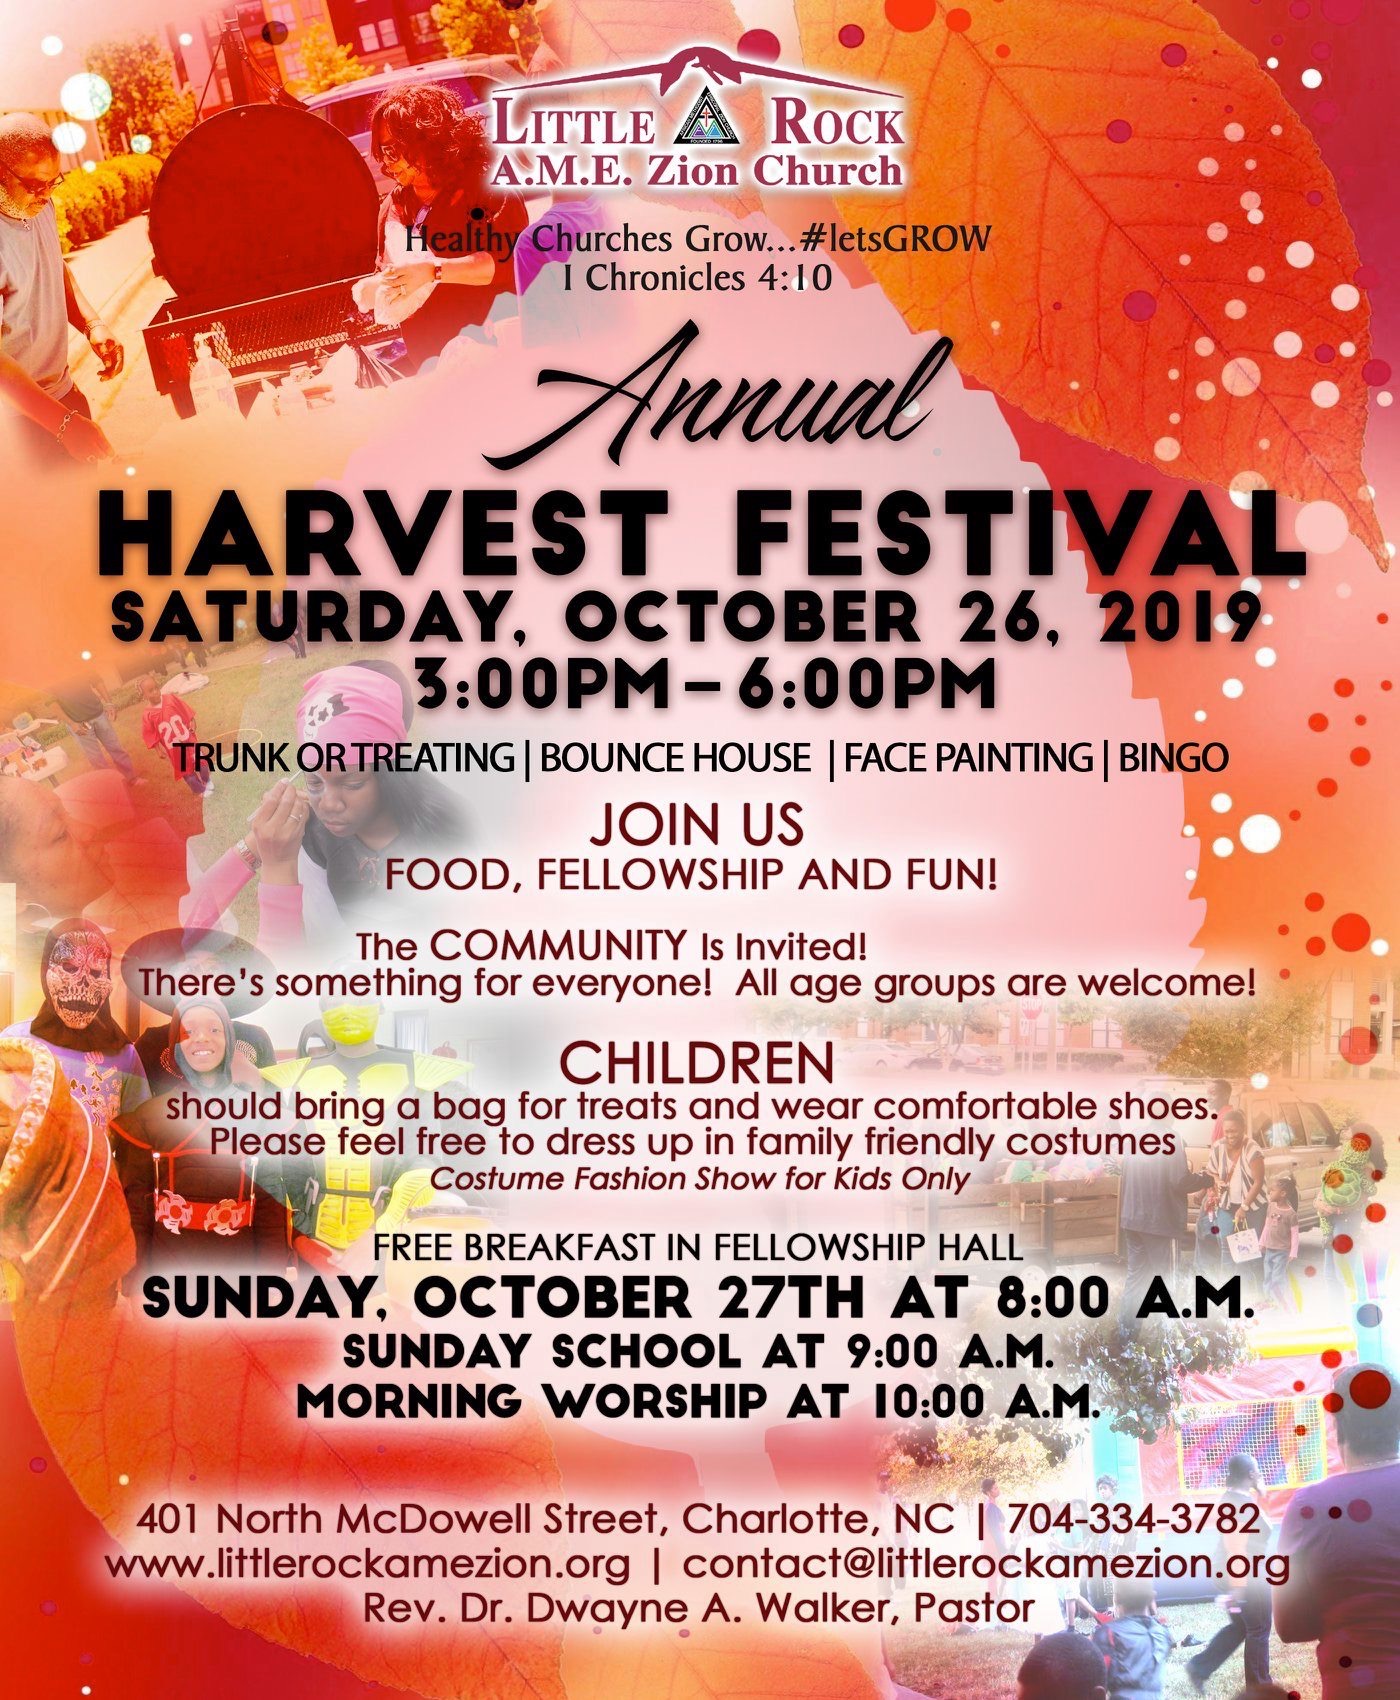 LITTLE ROCK
A.M.E. Zion Church
FOUNDED 1796
Healthy Churches Grow...#letsGROW
I Chronicles 4:10
Annual
HARVEST FESTIVAL
SATURDAY, OCTOBER 26, 2019
3:00PM – 6:00PM
TRUNK OR TREATING | BOUNCE HOUSE | FACE PAINTING | BINGO
JOIN US
FOOD, FELLOWSHIP AND FUN!
The COMMUNITY Is Invited!
There's something for everyone! All age groups are welcome!
CHILDREN
should bring a bag for treats and wear comfortable shoes.
Please feel free to dress up in family friendly costumes
Costume Fashion Show for Kids Only
FREE BREAKFAST IN FELLOWSHIP HALL
SUNDAY, OCTOBER 27TH AT 8:00 A.M.
SUNDAY SCHOOL AT 9:00 A.M.
MORNING WORSHIP AT 10:00 A.M.
401 North McDowell Street, Charlotte, NC | 704-334-3782
www.littlerockamezion.org | contact@littlerockamezion.org
Rev. Dr. Dwayne A. Walker, Pastor
20